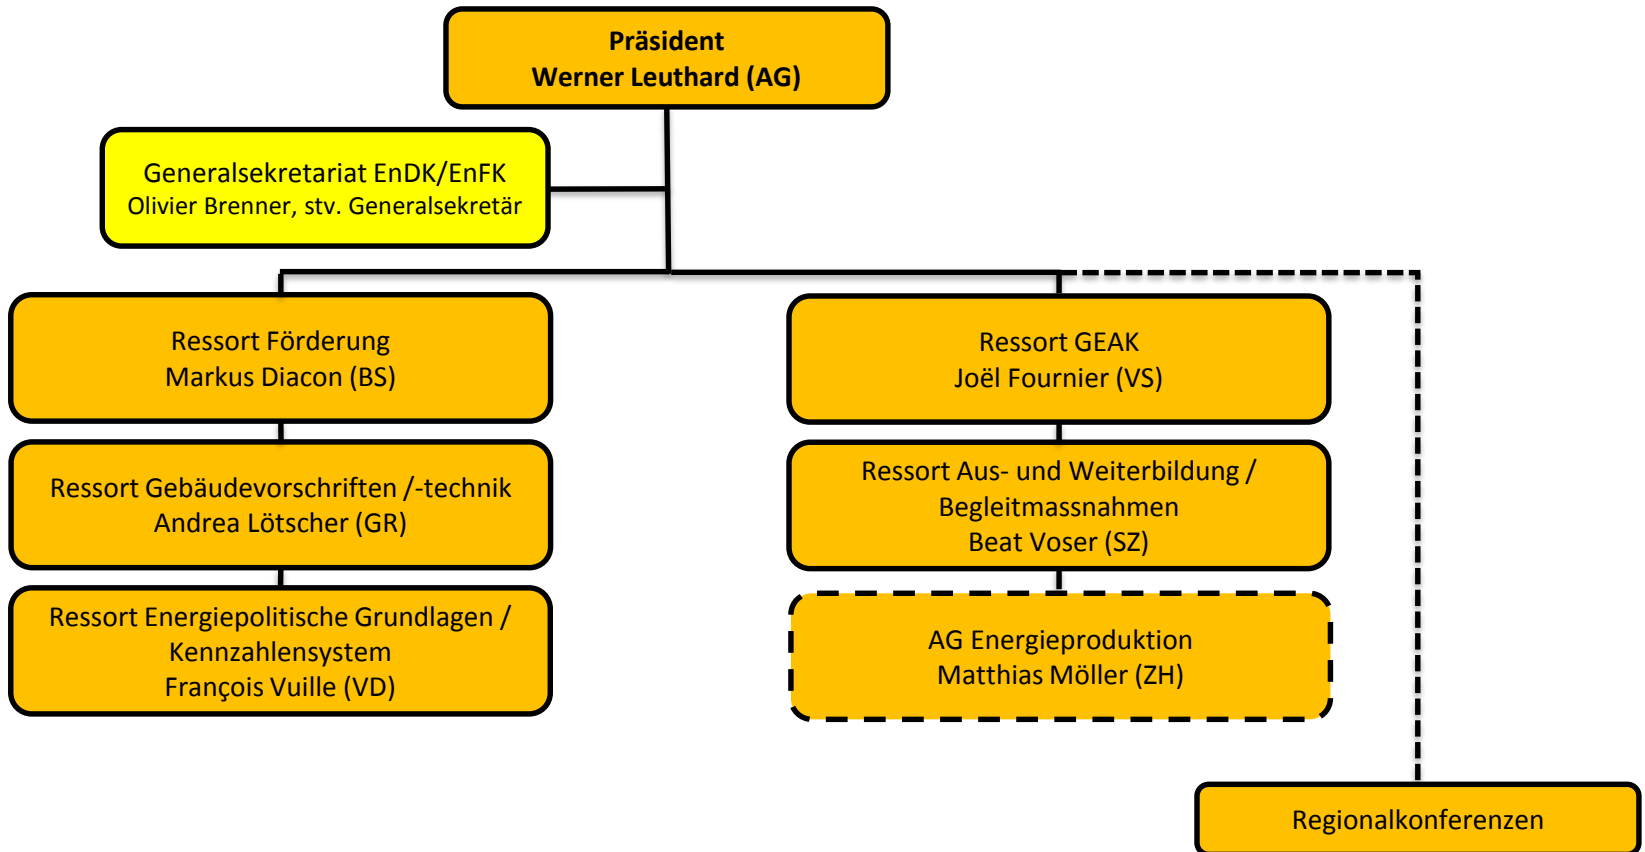 Präsident
Werner Leuthard (AG)
Generalsekretariat EnDK/EnFK
Olivier Brenner, stv. Generalsekretär
Ressort Förderung
Markus Diacon (BS)
Ressort Gebäudevorschriften /-technik
Andrea Lötscher (GR)
Ressort Energiepolitische Grundlagen /
Kennzahlensystem
François Vuille (VD)
Ressort GEAK
Joël Fournier (VS)
Ressort Aus- und Weiterbildung /
Begleitmassnahmen
Beat Voser (SZ)
AG Energieproduktion
Matthias Möller (ZH)
Regionalkonferenzen